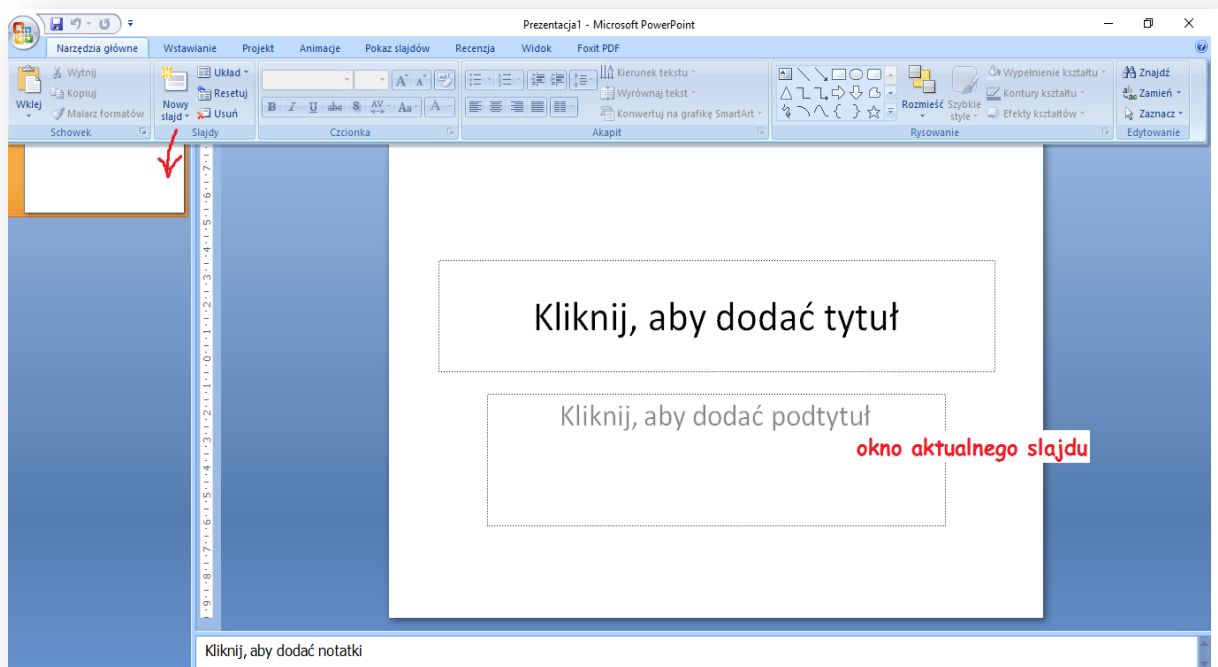 Prezentacja1 - Microsoft PowerPoint
Narzędzia główne Wstawianie Projekt Animacje Pokaz slajdów Recenzja Widok Foxit PDF
Wklej
Wytnij
Kopiuj
Malarz formatów
Schowek
Nowy
slajd
Układ
Resetuj
Usuń
Slajdy
B I U abc S AV Aa A
Czcionka
Kierunek tekstu
Wyrównaj tekst
Konwertuj na grafikę SmartArt
Akapit
Rozmieść
Szybkie
style
Wypełnienie kształtu
Kontury kształtu
Efekty kształtów
Rysowanie
Znajdź
Zamień
Zaznacz
Edytowanie
Kliknij, aby dodać tytuł
Kliknij, aby dodać podtytuł
okno aktualnego slajdu
Kliknij, aby dodać notatki